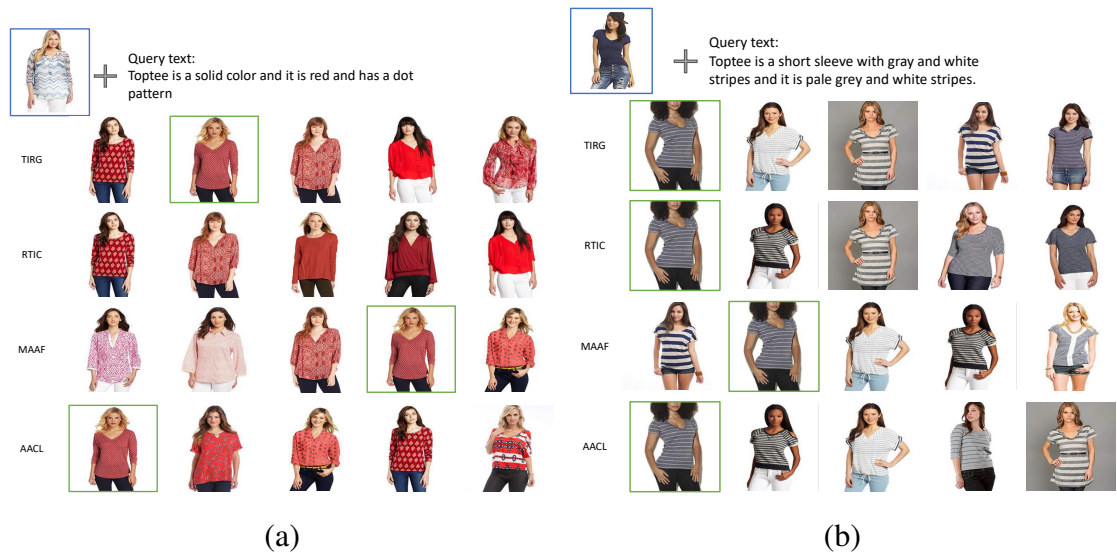 Query text:
Toptee is a solid color and it is red and has a dot
pattern
TIRG
RTIC
MAAF
AACL
(a)
Query text:
Toptee is a short sleeve with gray and white
stripes and it is pale grey and white stripes.
TIRG
RTIC
MAAF
AACL
(b)